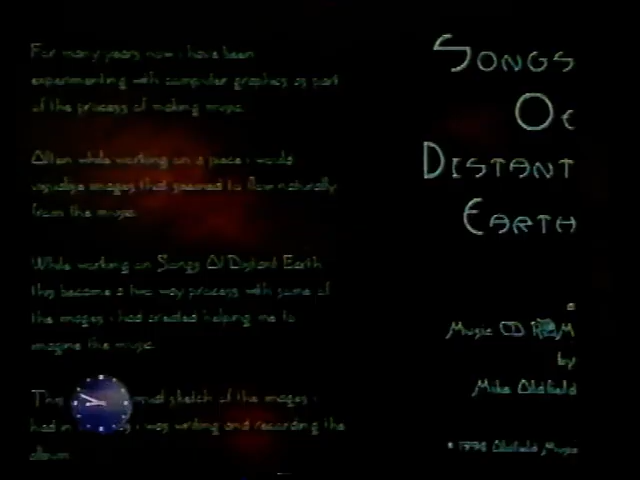 For many years now i have been
experimenting with computer graphics as part
of the process of making music.
Often while working on a piece i would
visualise images that seemed to flow naturally
from the music.
While working on Songs Of Distant Earth
this became a two way process with some of
the images i had created helping me to
imagine the music.
This sketch of the images i
had in i was writing and recording the
album.
SONGS
OF
DISTANT
EARTH
a
Music CD ROM
by
Mike Oldfield
© 1994 Oldfield Music